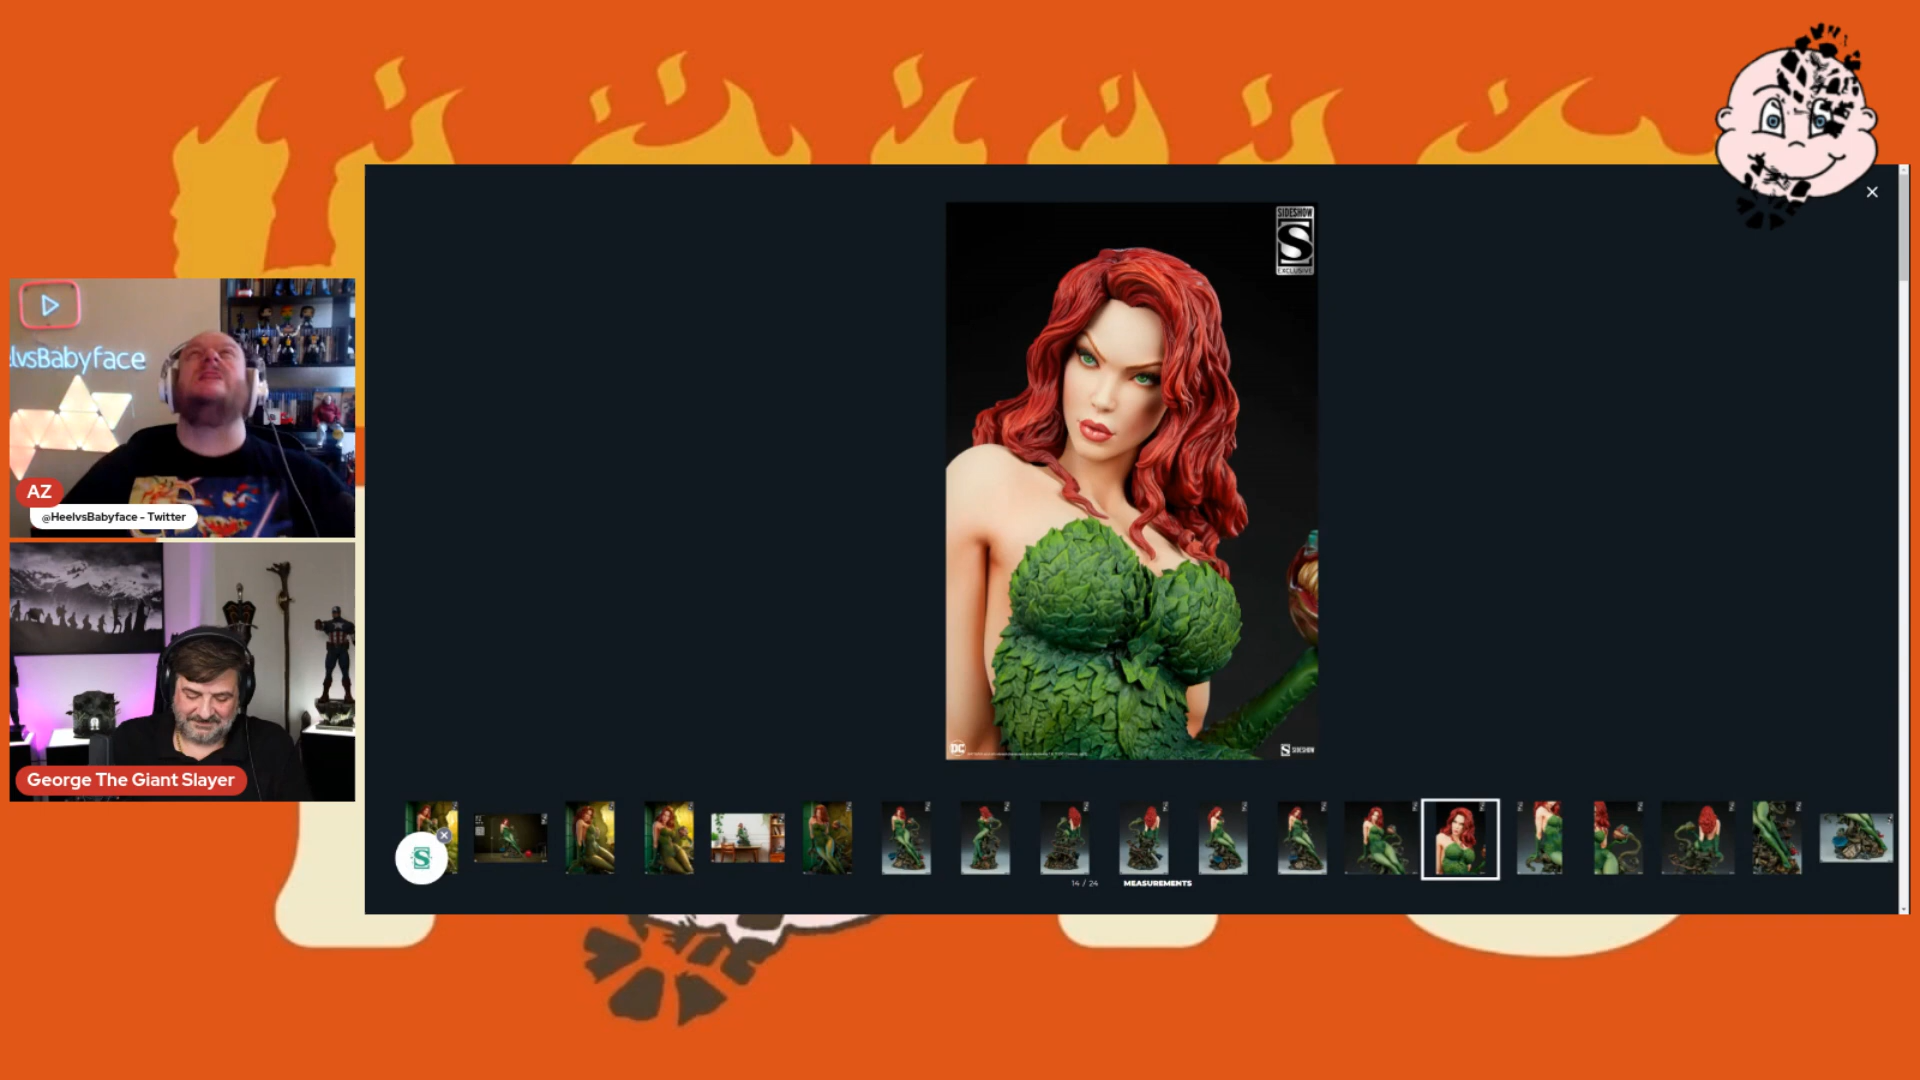 SIDESHOW
S
EXCLUSIVE
lvsBabyface
AZ
@HeelvsBabyface - Twitter
George The Giant Slayer
DC
S SIDESHOW
14 / 24
MEASUREMENTS